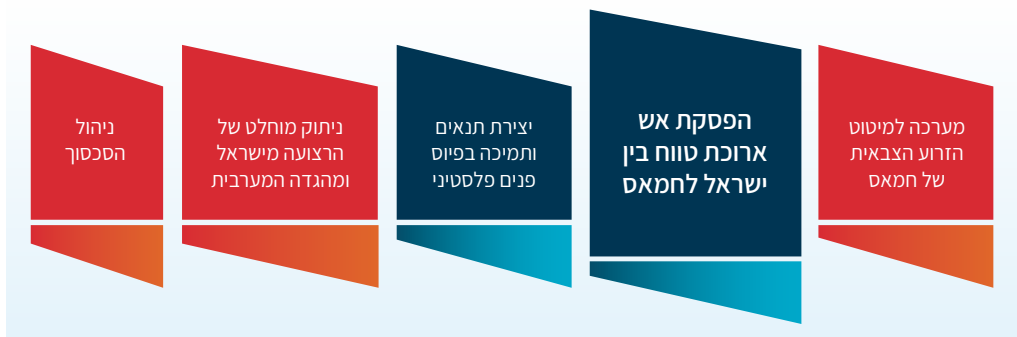 מערכה למיטוט
הזרוע הצבאית
של חמאס
הפסקת אש
ארוכת טווח בין
ישראל לחמאס
יצירת תנאים
ותמיכה בפיוס
פנים פלסטיני
ניתוק מוחלט של
הרצועה מישראל
ומהגדה המערבית
ניהול
הסכסוך